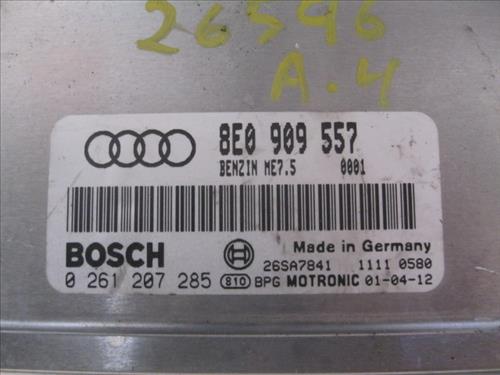 26596
A.4
8E0 909 557
BENZIN ME7.5 0001
BOSCH
Made in Germany
26SA7841 1111 0580
0 261 207 285 810 BPG MOTRONIC 01-04-12